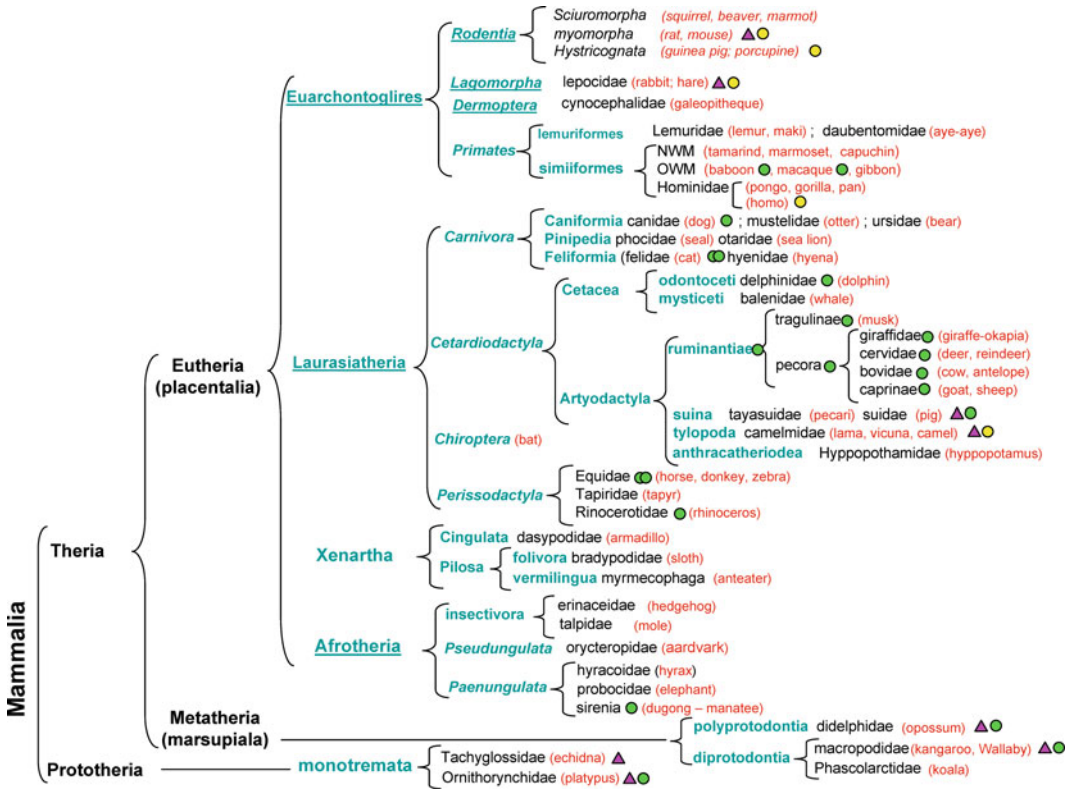 Sciuromorpha (squirrel, beaver, marmot)
Rodentia myomorpha (rat, mouse)
Hystricognata (guinea pig; porcupine)
Lagomorpha lepocidae (rabbit; hare)
Euarchontoglires
Dermoptera cynocephalidae (galeopitheque)
lemuriformes Lemuridae (lemur, maki) ; daubentomidae (aye-aye)
Primates
NWM (tamarind, marmoset, capuchin)
simiiformes OWM (baboon , macaque , gibbon)
Hominidae (pongo, gorilla, pan)
(homo)
Caniformia canidae (dog) ; mustelidae (otter) ; ursidae (bear)
Carnivora Pinipedia phocidae (seal) otaridae (sea lion)
Feliformia (felidae (cat) hyenidae (hyena)
odontoceti delphinidae (dolphin)
Cetacea
mysticeti balenidae (whale)
tragulinae (musk)
Cetardiodactyla
giraffidae (giraffe-okapia)
ruminantiae
cervidae (deer, reindeer)
Eutheria
(placentalia)
Laurasiatheria
pecora
bovidae (cow, antelope)
caprinae (goat, sheep)
Artyodactyla
suina tayasuidae (pecari) suidae (pig)
tylopoda camelmidae (lama, vicuna, camel)
Chiroptera (bat)
anthracatheriodea Hyppopothamidae (hyppopotamus)
Equidae (horse, donkey, zebra)
Perissodactyla Tapiridae (tapyr)
Rinocerotidae (rhinoceros)
Cingulata dasypodidae (armadillo)
Theria
Xenartha
folivora bradypodidae (sloth)
Pilosa
vermilingua myrmecophaga (anteater)
erinaceidae (hedgehog)
insectivora
talpidae (mole)
Afrotheria
Pseudungulata orycteropidae (aardvark)
Mammalia
hyracoidae (hyrax)
Paenungulata probocidae (elephant)
sirenia (dugong – manatee)
Metatheria
(marsupiala)
polyprotodontia didelphidae (opossum)
diprotodontia macropodidae (kangaroo, Wallaby)
Phascolarctidae (koala)
Prototheria
monotremata
Tachyglossidae (echidna)
Ornithorynchidae (platypus)